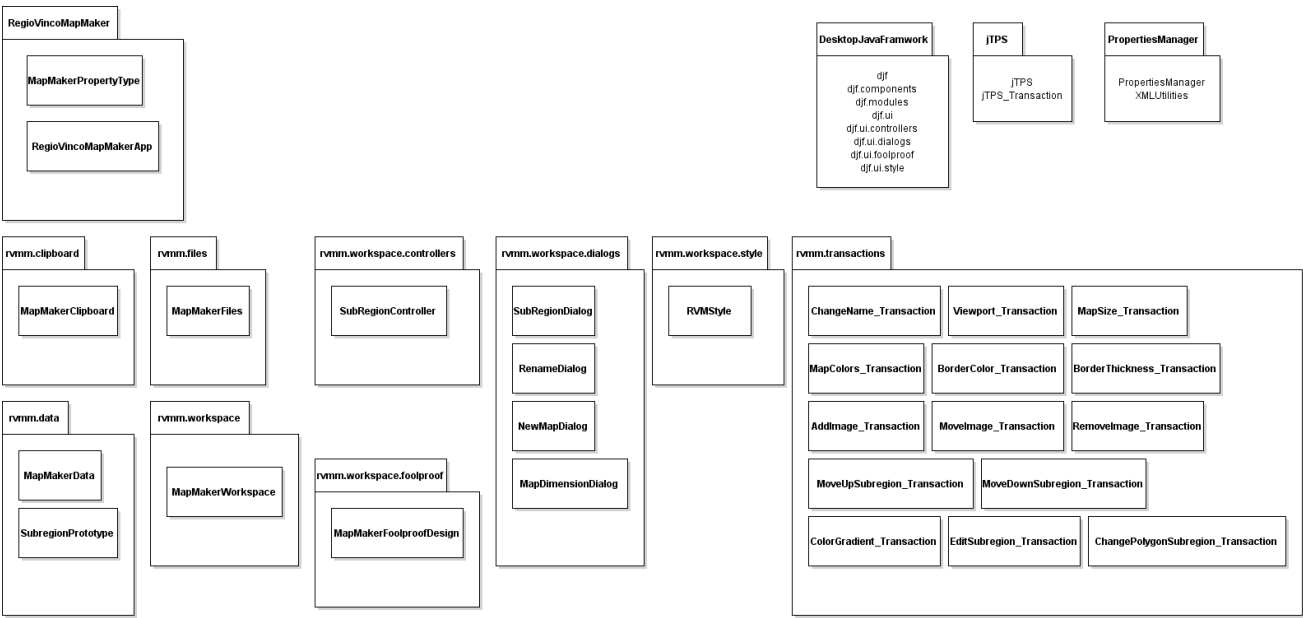 RegioVincoMapMaker
MapMakerPropertyType
RegioVincoMapMakerApp
DesktopJavaFramwork
djf
djf.components
djf.modules
djf.ui
djf.ui.controllers
djf.ui.dialogs
djf.ui.foolproof
djf.ui.style
jTPS
jTPS
jTPS_Transaction
PropertiesManager
PropertiesManager
XMLUtilities
rvmm.clipboard
MapMakerClipboard
rvmm.files
MapMakerFiles
rvmm.workspace.controllers
SubRegionController
rvmm.workspace.dialogs
SubRegionDialog
RenameDialog
NewMapDialog
MapDimensionDialog
rvmm.workspace.style
RVMStyle
rvmm.transactions
ChangeName_Transaction
Viewport_Transaction
MapSize_Transaction
MapColors_Transaction
BorderColor_Transaction
BorderThickness_Transaction
AddImage_Transaction
MoveImage_Transaction
RemoveImage_Transaction
MoveUpSubregion_Transaction
MoveDownSubregion_Transaction
ColorGradient_Transaction
EditSubregion_Transaction
ChangePolygonSubregion_Transaction
rvmm.data
MapMakerData
SubregionPrototype
rvmm.workspace
MapMakerWorkspace
rvmm.workspace.foolproof
MapMakerFoolproofDesign